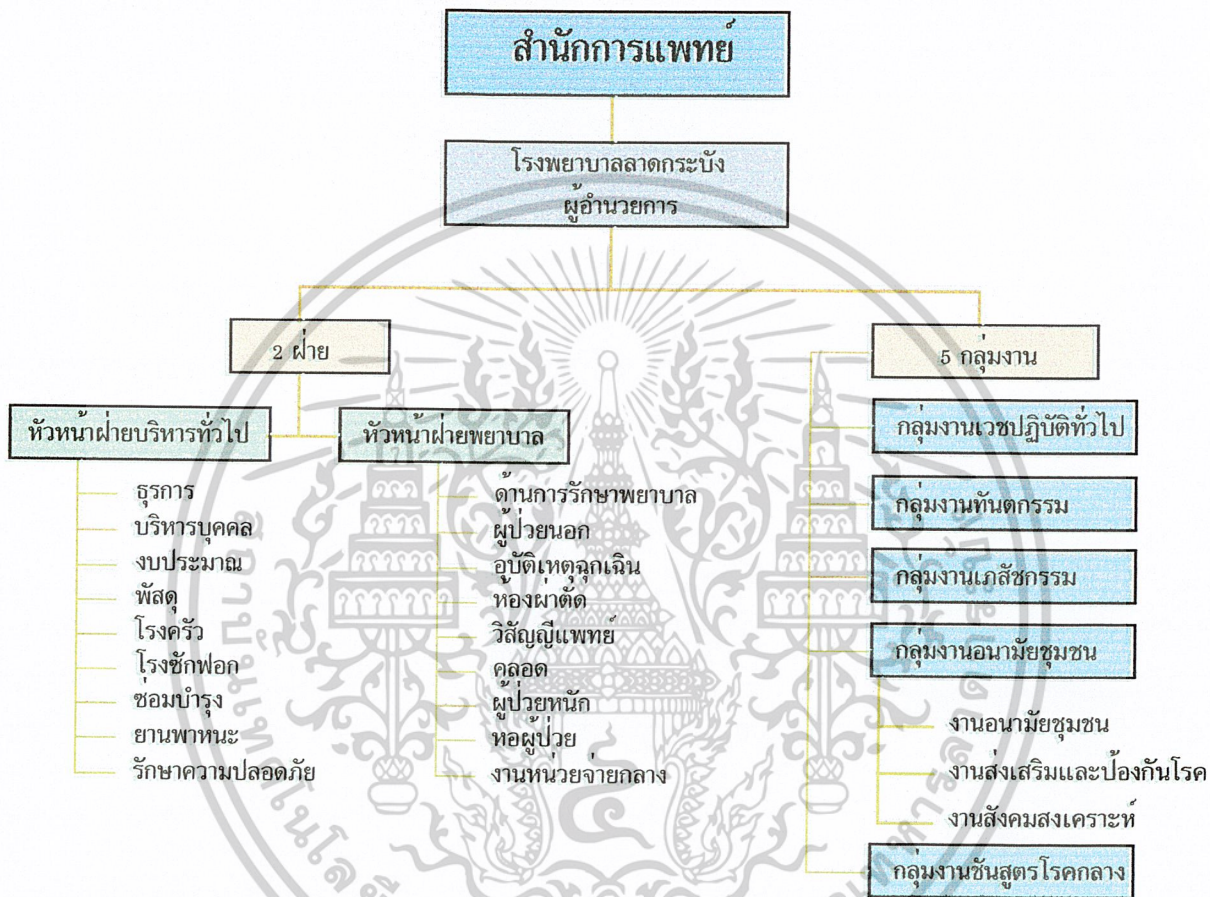 สำนักการแพทย์
โรงพยาบาลลาดกระบัง
ผู้อำนวยการ
2 ฝ่าย
หัวหน้าฝ่ายบริหารทั่วไป
ธุรการ
บริหารบุคคล
งบประมาณ
พัสดุ
โรงครัว
โรงซักฟอก
ซ่อมบำรุง
ยานพาหนะ
รักษาความปลอดภัย
หัวหน้าฝ่ายพยาบาล
ด้านการรักษาพยาบาล
ผู้ป่วยนอก
อุบัติเหตุฉุกเฉิน
ห้องผ่าตัด
วิสัญญีแพทย์
คลอด
ผู้ป่วยหนัก
หอผู้ป่วย
งานหน่วยจ่ายกลาง
5 กลุ่มงาน
กลุ่มงานเวชปฏิบัติทั่วไป
กลุ่มงานทันตกรรม
กลุ่มงานเภสัชกรรม
กลุ่มงานอนามัยชุมชน
งานอนามัยชุมชน
งานส่งเสริมและป้องกันโรค
งานสังคมสงเคราะห์
กลุ่มงานชันสูตรโรคกลาง